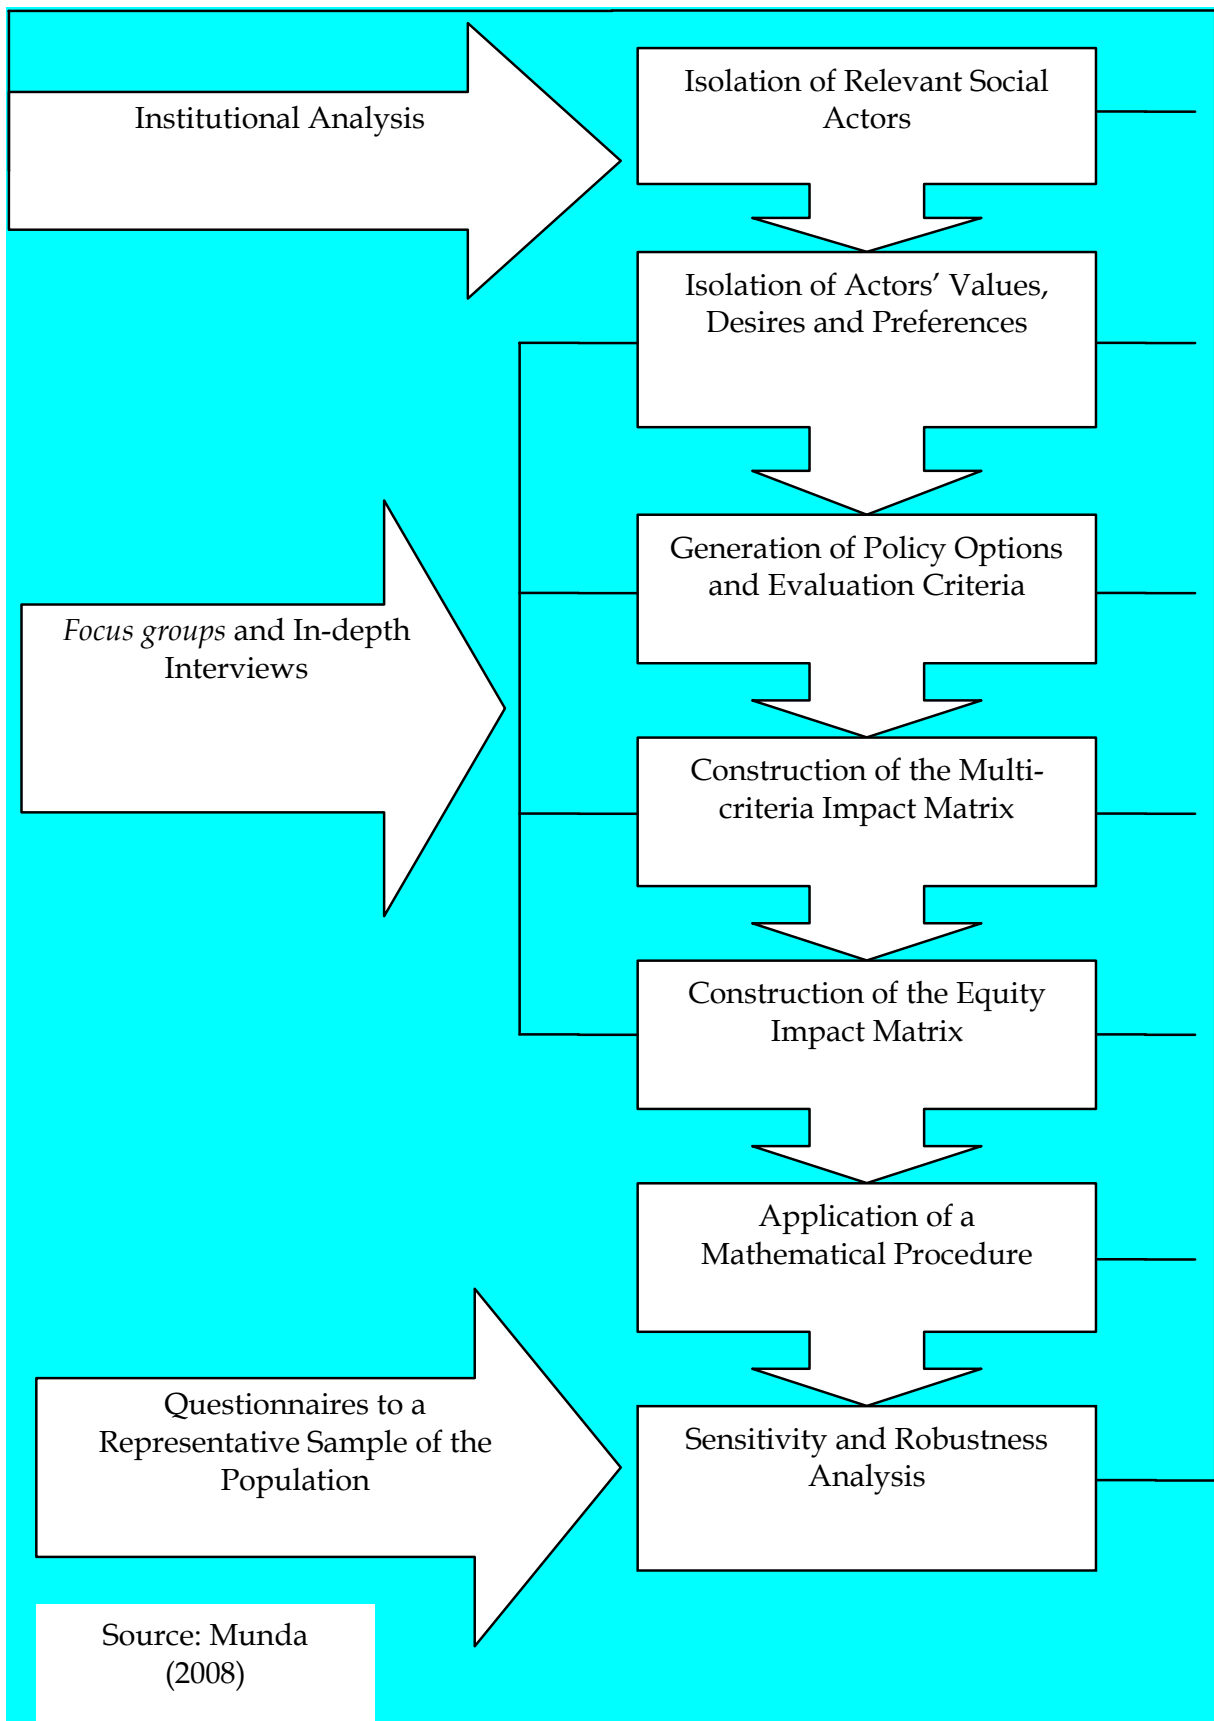 Institutional Analysis
Isolation of Relevant Social
Actors
Isolation of Actors’ Values,
Desires and Preferences
Generation of Policy Options
and Evaluation Criteria
Focus groups and In-depth
Interviews
Construction of the Multi-
criteria Impact Matrix
Construction of the Equity
Impact Matrix
Application of a
Mathematical Procedure
Questionnaires to a
Representative Sample of the
Population
Sensitivity and Robustness
Analysis
Source: Munda
(2008)